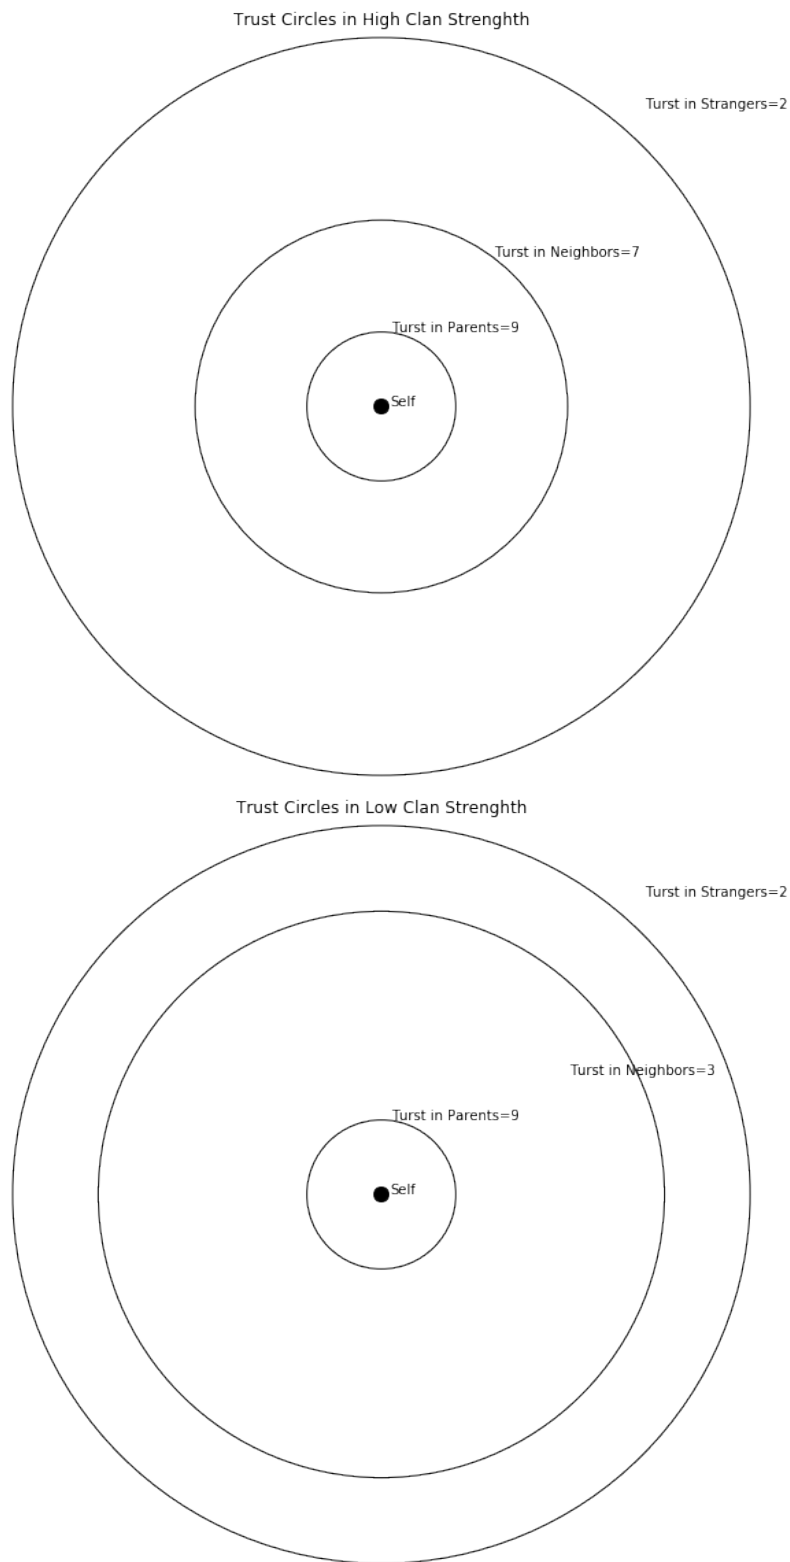 Trust Circles in High Clan Strenghth
Turst in Strangers=2
Turst in Neighbors=7
Turst in Parents=9
Self
Trust Circles in Low Clan Strenghth
Turst in Strangers=2
Turst in Neighbors=3
Turst in Parents=9
Self